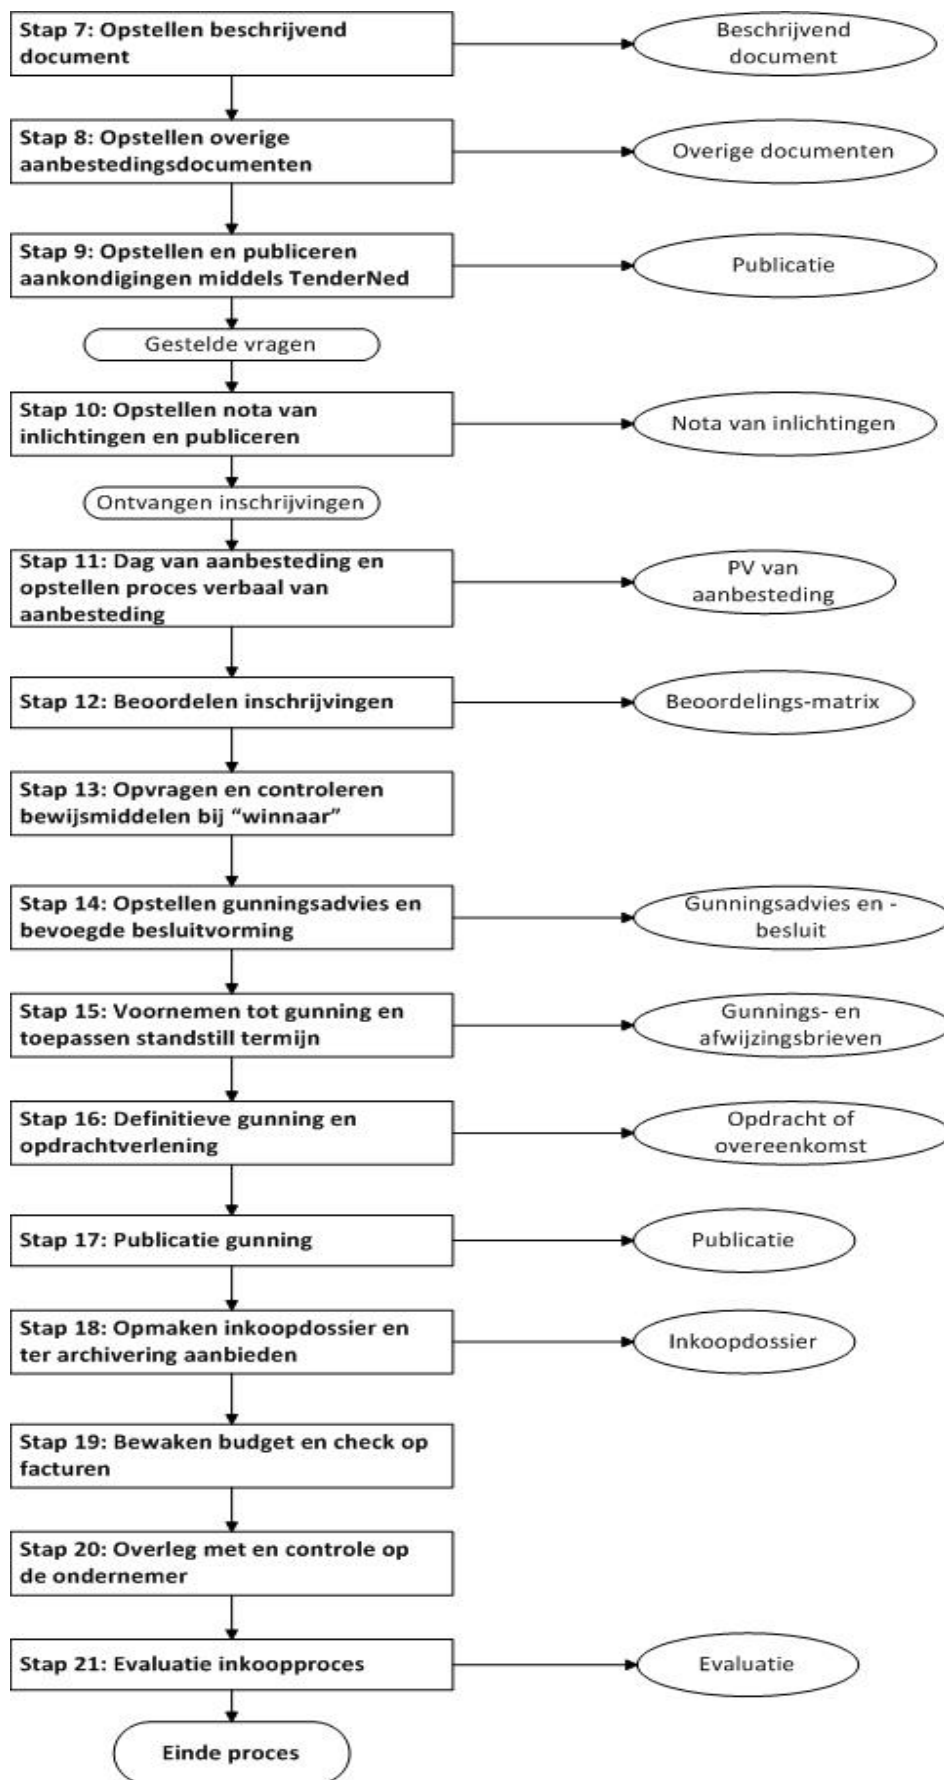 Stap 7: Opstellen beschrijvend
document
Beschrijvend
document
Stap 8: Opstellen overige
aanbestedingsdocumenten
Overige documenten
Stap 9: Opstellen en publiceren
aankondigingen middels TenderNed
Publicatie
Gestelde vragen
Stap 10: Opstellen nota van
inlichtingen en publiceren
Nota van inlichtingen
Ontvangen inschrijvingen
Stap 11: Dag van aanbesteding en
opstellen proces verbaal van
aanbesteding
PV van
aanbesteding
Stap 12: Beoordelen inschrijvingen
Beoordelings-matrix
Stap 13: Opvragen en controleren
bewijsmiddelen bij “winnaar”
Stap 14: Opstellen gunningsadvies en
bevoegde besluitvorming
Gunningsadvies en -
besluit
Stap 15: Voornemen tot gunning en
toepassen standstill termijn
Gunnings- en
afwijzingsbrieven
Stap 16: Definitieve gunning en
opdrachtverlening
Opdracht of
overeenkomst
Stap 17: Publicatie gunning
Publicatie
Stap 18: Opmaken inkoopdossier en
ter archivering aanbieden
Inkoopdossier
Stap 19: Bewaken budget en check op
facturen
Stap 20: Overleg met en controle op
de ondernemer
Stap 21: Evaluatie inkoopproces
Evaluatie
Einde proces